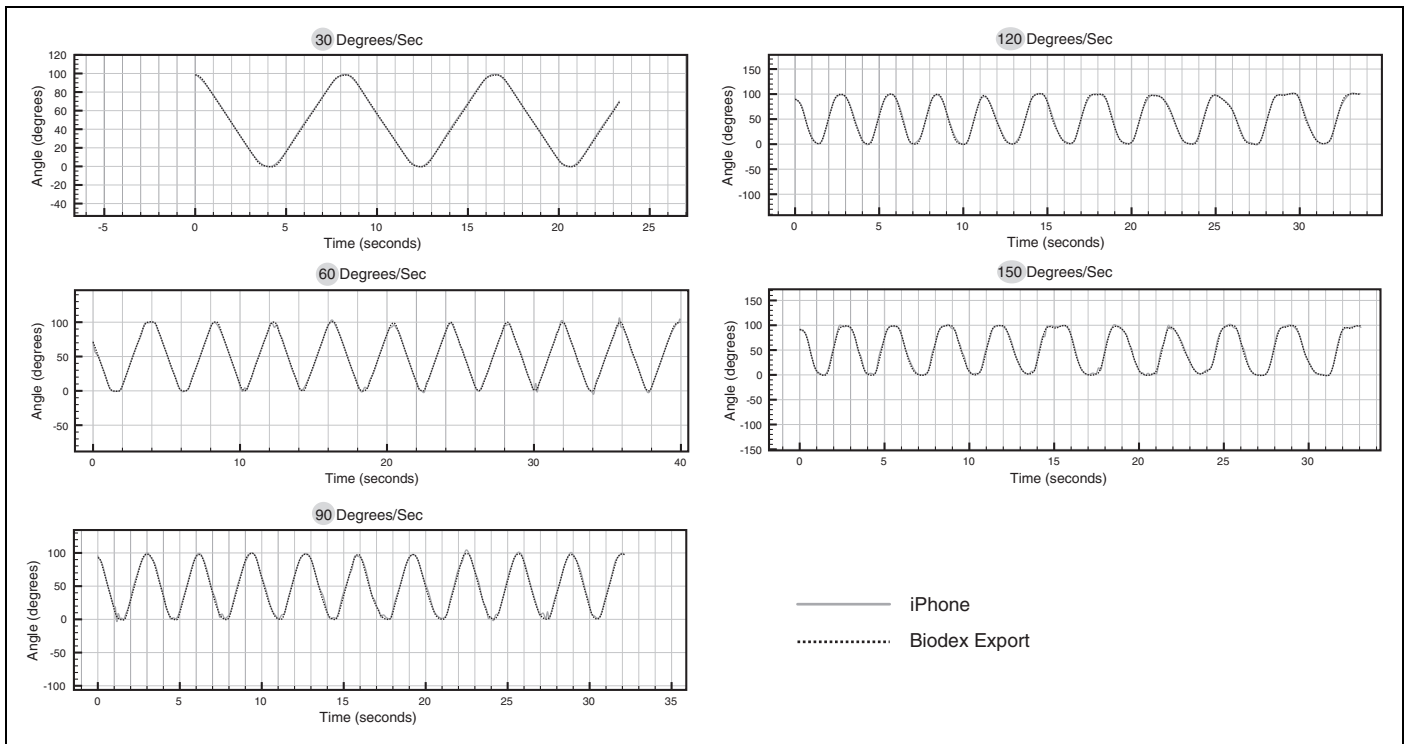 30 Degrees/Sec
120
100
80
60
40
20
0
-20
-40
Angle (degrees)
-5 0 5 10 15 20 25
Time (seconds)
120 Degrees/Sec
150
100
50
0
-50
-100
Angle (degrees)
0 5 10 15 20 25 30
Time (seconds)
60 Degrees/Sec
100
50
0
-50
Angle (degrees)
0 10 20 30 40
Time (seconds)
150 Degrees/Sec
150
100
50
0
-50
-100
-150
Angle (degrees)
0 5 10 15 20 25 30
Time (seconds)
90 Degrees/Sec
100
50
0
-50
-100
Angle (degrees)
0 5 10 15 20 25 30 35
Time (seconds)
iPhone
Biodex Export